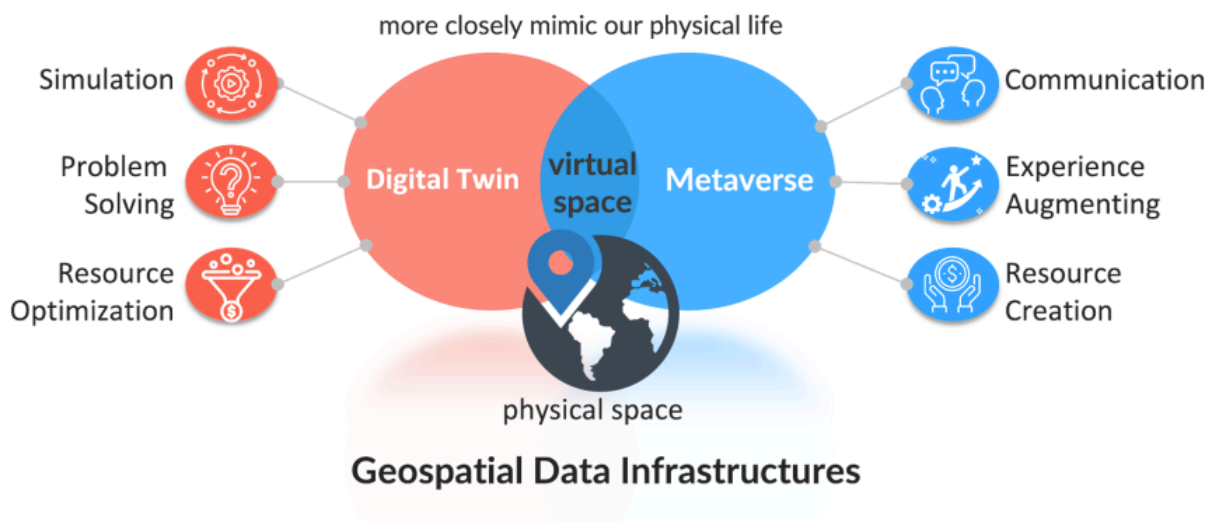 more closely mimic our physical life
Simulation
Problem
Solving
Resource
Optimization
Digital Twin
virtual
space
Metaverse
Communication
Experience
Augmenting
Resource
Creation
physical space
Geospatial Data Infrastructures